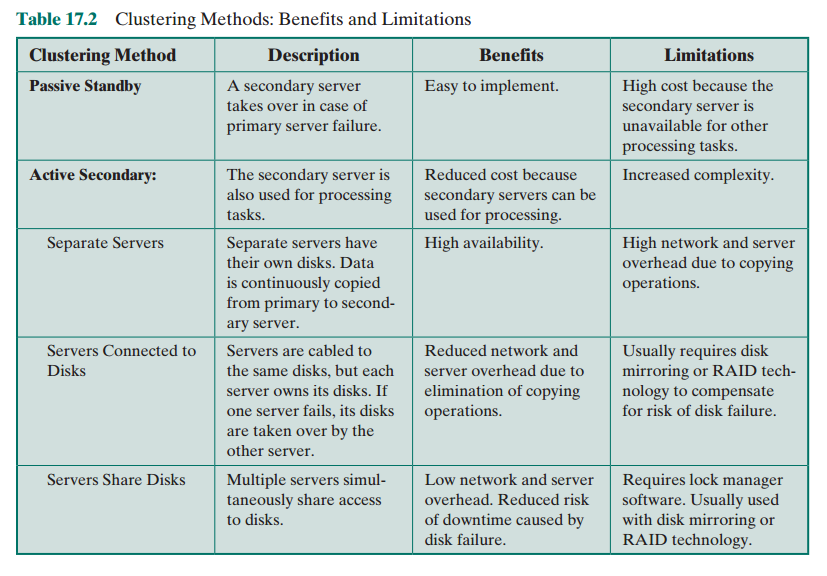 Table 17.2 Clustering Methods: Benefits and Limitations
Clustering Method Description Benefits Limitations
Passive Standby
A secondary server
takes over in case of
primary server failure.
Easy to implement.
High cost because the
secondary server is
unavailable for other
processing tasks.
Active Secondary:
The secondary server is
also used for processing
tasks.
Reduced cost because
secondary servers can be
used for processing.
Increased complexity.
Separate Servers
Separate servers have
their own disks. Data
is continuously copied
from primary to second-
ary server.
High availability.
High network and server
overhead due to copying
operations.
Servers Connected to
Disks
Servers are cabled to
the same disks, but each
server owns its disks. If
one server fails, its disks
are taken over by the
other server.
Reduced network and
server overhead due to
elimination of copying
operations.
Usually requires disk
mirroring or RAID tech-
nology to compensate
for risk of disk failure.
Servers Share Disks
Multiple servers simul-
taneously share access
to disks.
Low network and server
overhead. Reduced risk
of downtime caused by
disk failure.
Requires lock manager
software. Usually used
with disk mirroring or
RAID technology.